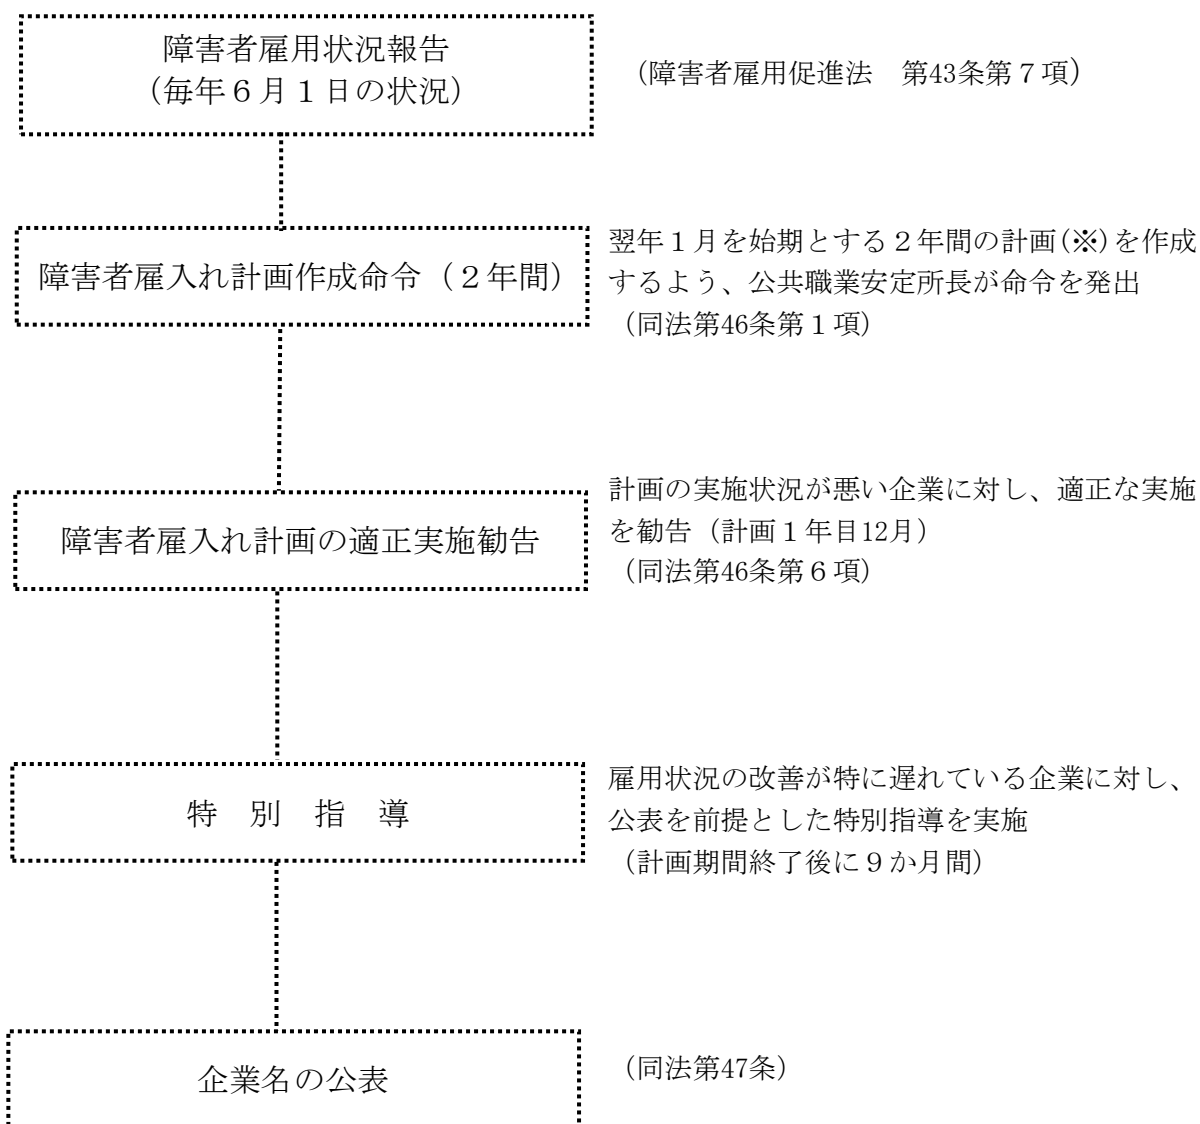 障害者雇用状況報告
（毎年６月１日の状況）
（障害者雇用促進法　第43条第７項）
障害者雇入れ計画作成命令（２年間）
翌年１月を始期とする２年間の計画(※)を作成
するよう、公共職業安定所長が命令を発出
（同法第46条第１項）
障害者雇入れ計画の適正実施勧告
計画の実施状況が悪い企業に対し、適正な実施
を勧告（計画１年目12月）
（同法第46条第６項）
特　別　指　導
雇用状況の改善が特に遅れている企業に対し、
公表を前提とした特別指導を実施
（計画期間終了後に９か月間）
企業名の公表
（同法第47条）